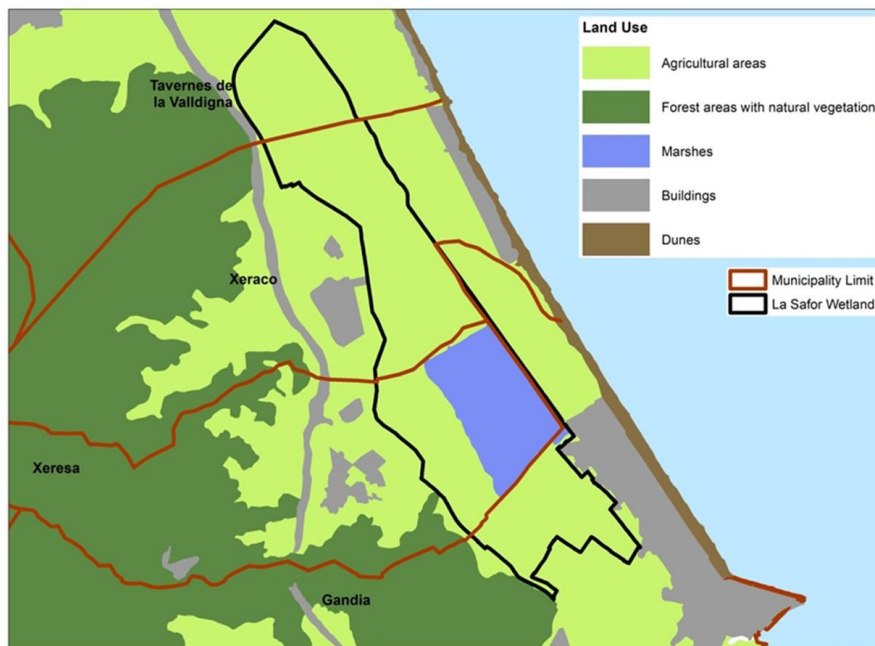 Land Use
Agricultural areas
Forest areas with natural vegetation
Marshes
Buildings
Dunes
Municipality Limit
La Safor Wetland
Tavernes de
la Valldigna
Xeraco
Xeresa
Gandia